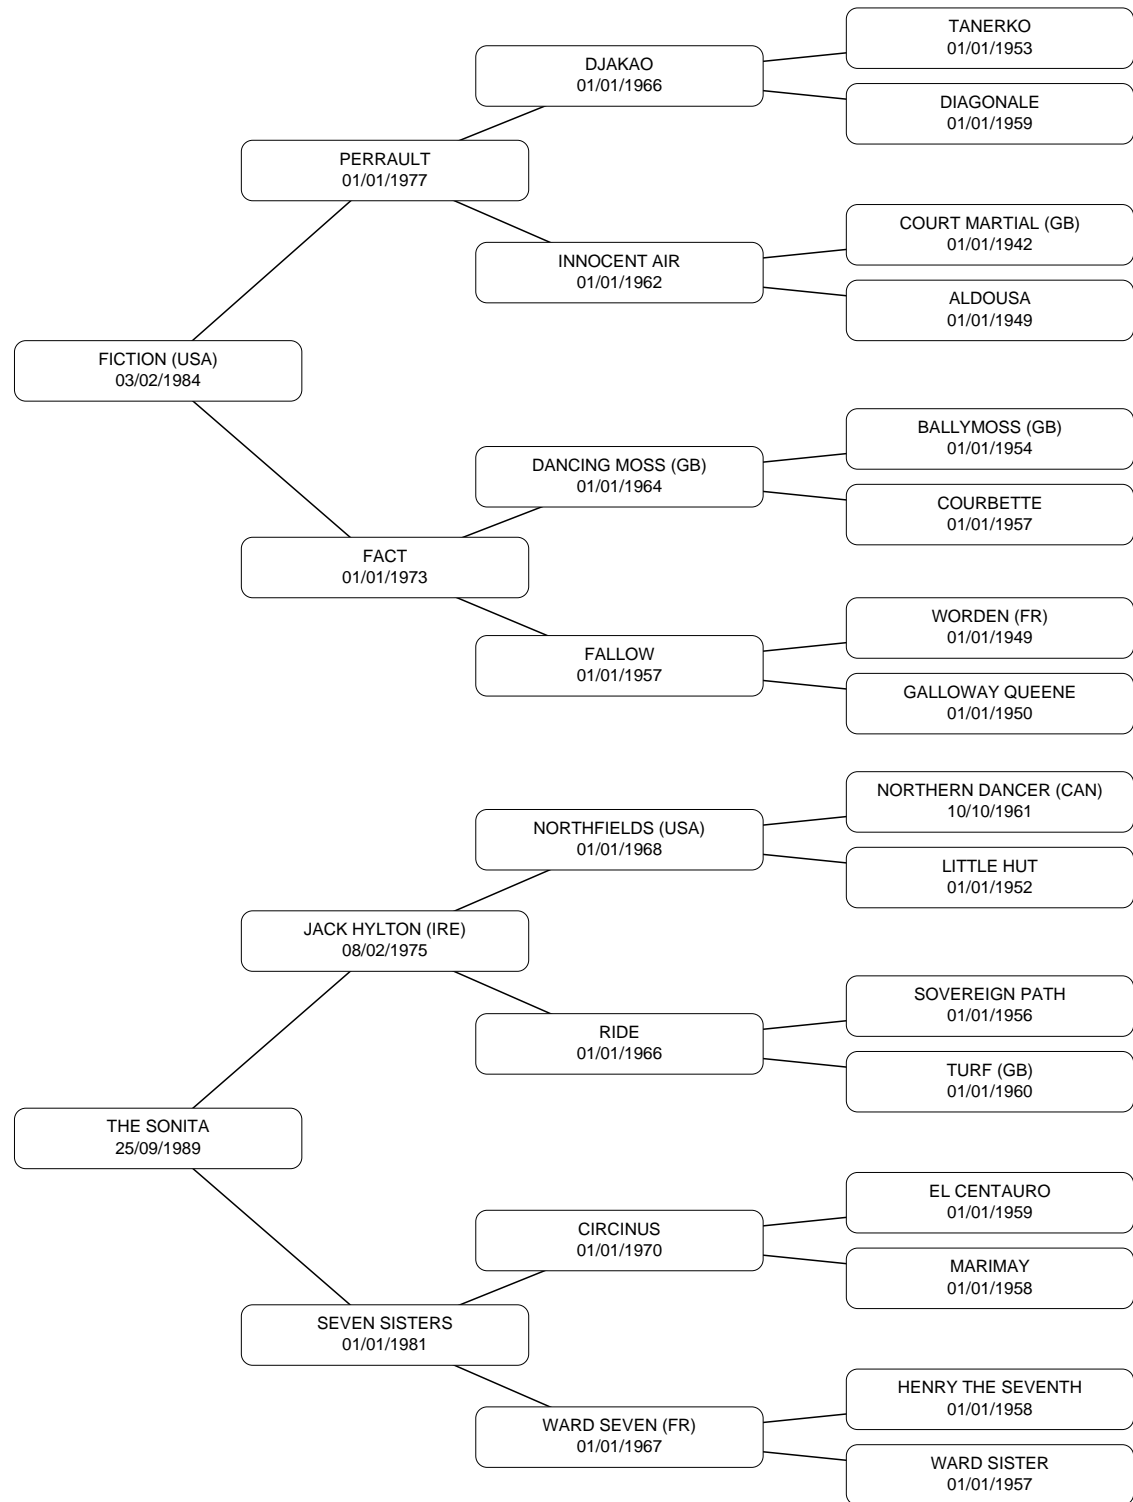 TANERKO
01/01/1953
DJAKAO
01/01/1966
DIAGONALE
01/01/1959
PERRAULT
01/01/1977
COURT MARTIAL (GB)
01/01/1942
INNOCENT AIR
01/01/1962
ALDOUSA
01/01/1949
FICTION (USA)
03/02/1984
BALLYMOSS (GB)
01/01/1954
DANCING MOSS (GB)
01/01/1964
COURBETTE
01/01/1957
FACT
01/01/1973
WORDEN (FR)
01/01/1949
FALLOW
01/01/1957
GALLOWAY QUEENE
01/01/1950
NORTHERN DANCER (CAN)
10/10/1961
NORTHFIELDS (USA)
01/01/1968
LITTLE HUT
01/01/1952
JACK HYLTON (IRE)
08/02/1975
SOVEREIGN PATH
01/01/1956
RIDE
01/01/1966
TURF (GB)
01/01/1960
THE SONITA
25/09/1989
EL CENTAURO
01/01/1959
CIRCINUS
01/01/1970
MARIMAY
01/01/1958
SEVEN SISTERS
01/01/1981
HENRY THE SEVENTH
01/01/1958
WARD SEVEN (FR)
01/01/1967
WARD SISTER
01/01/1957